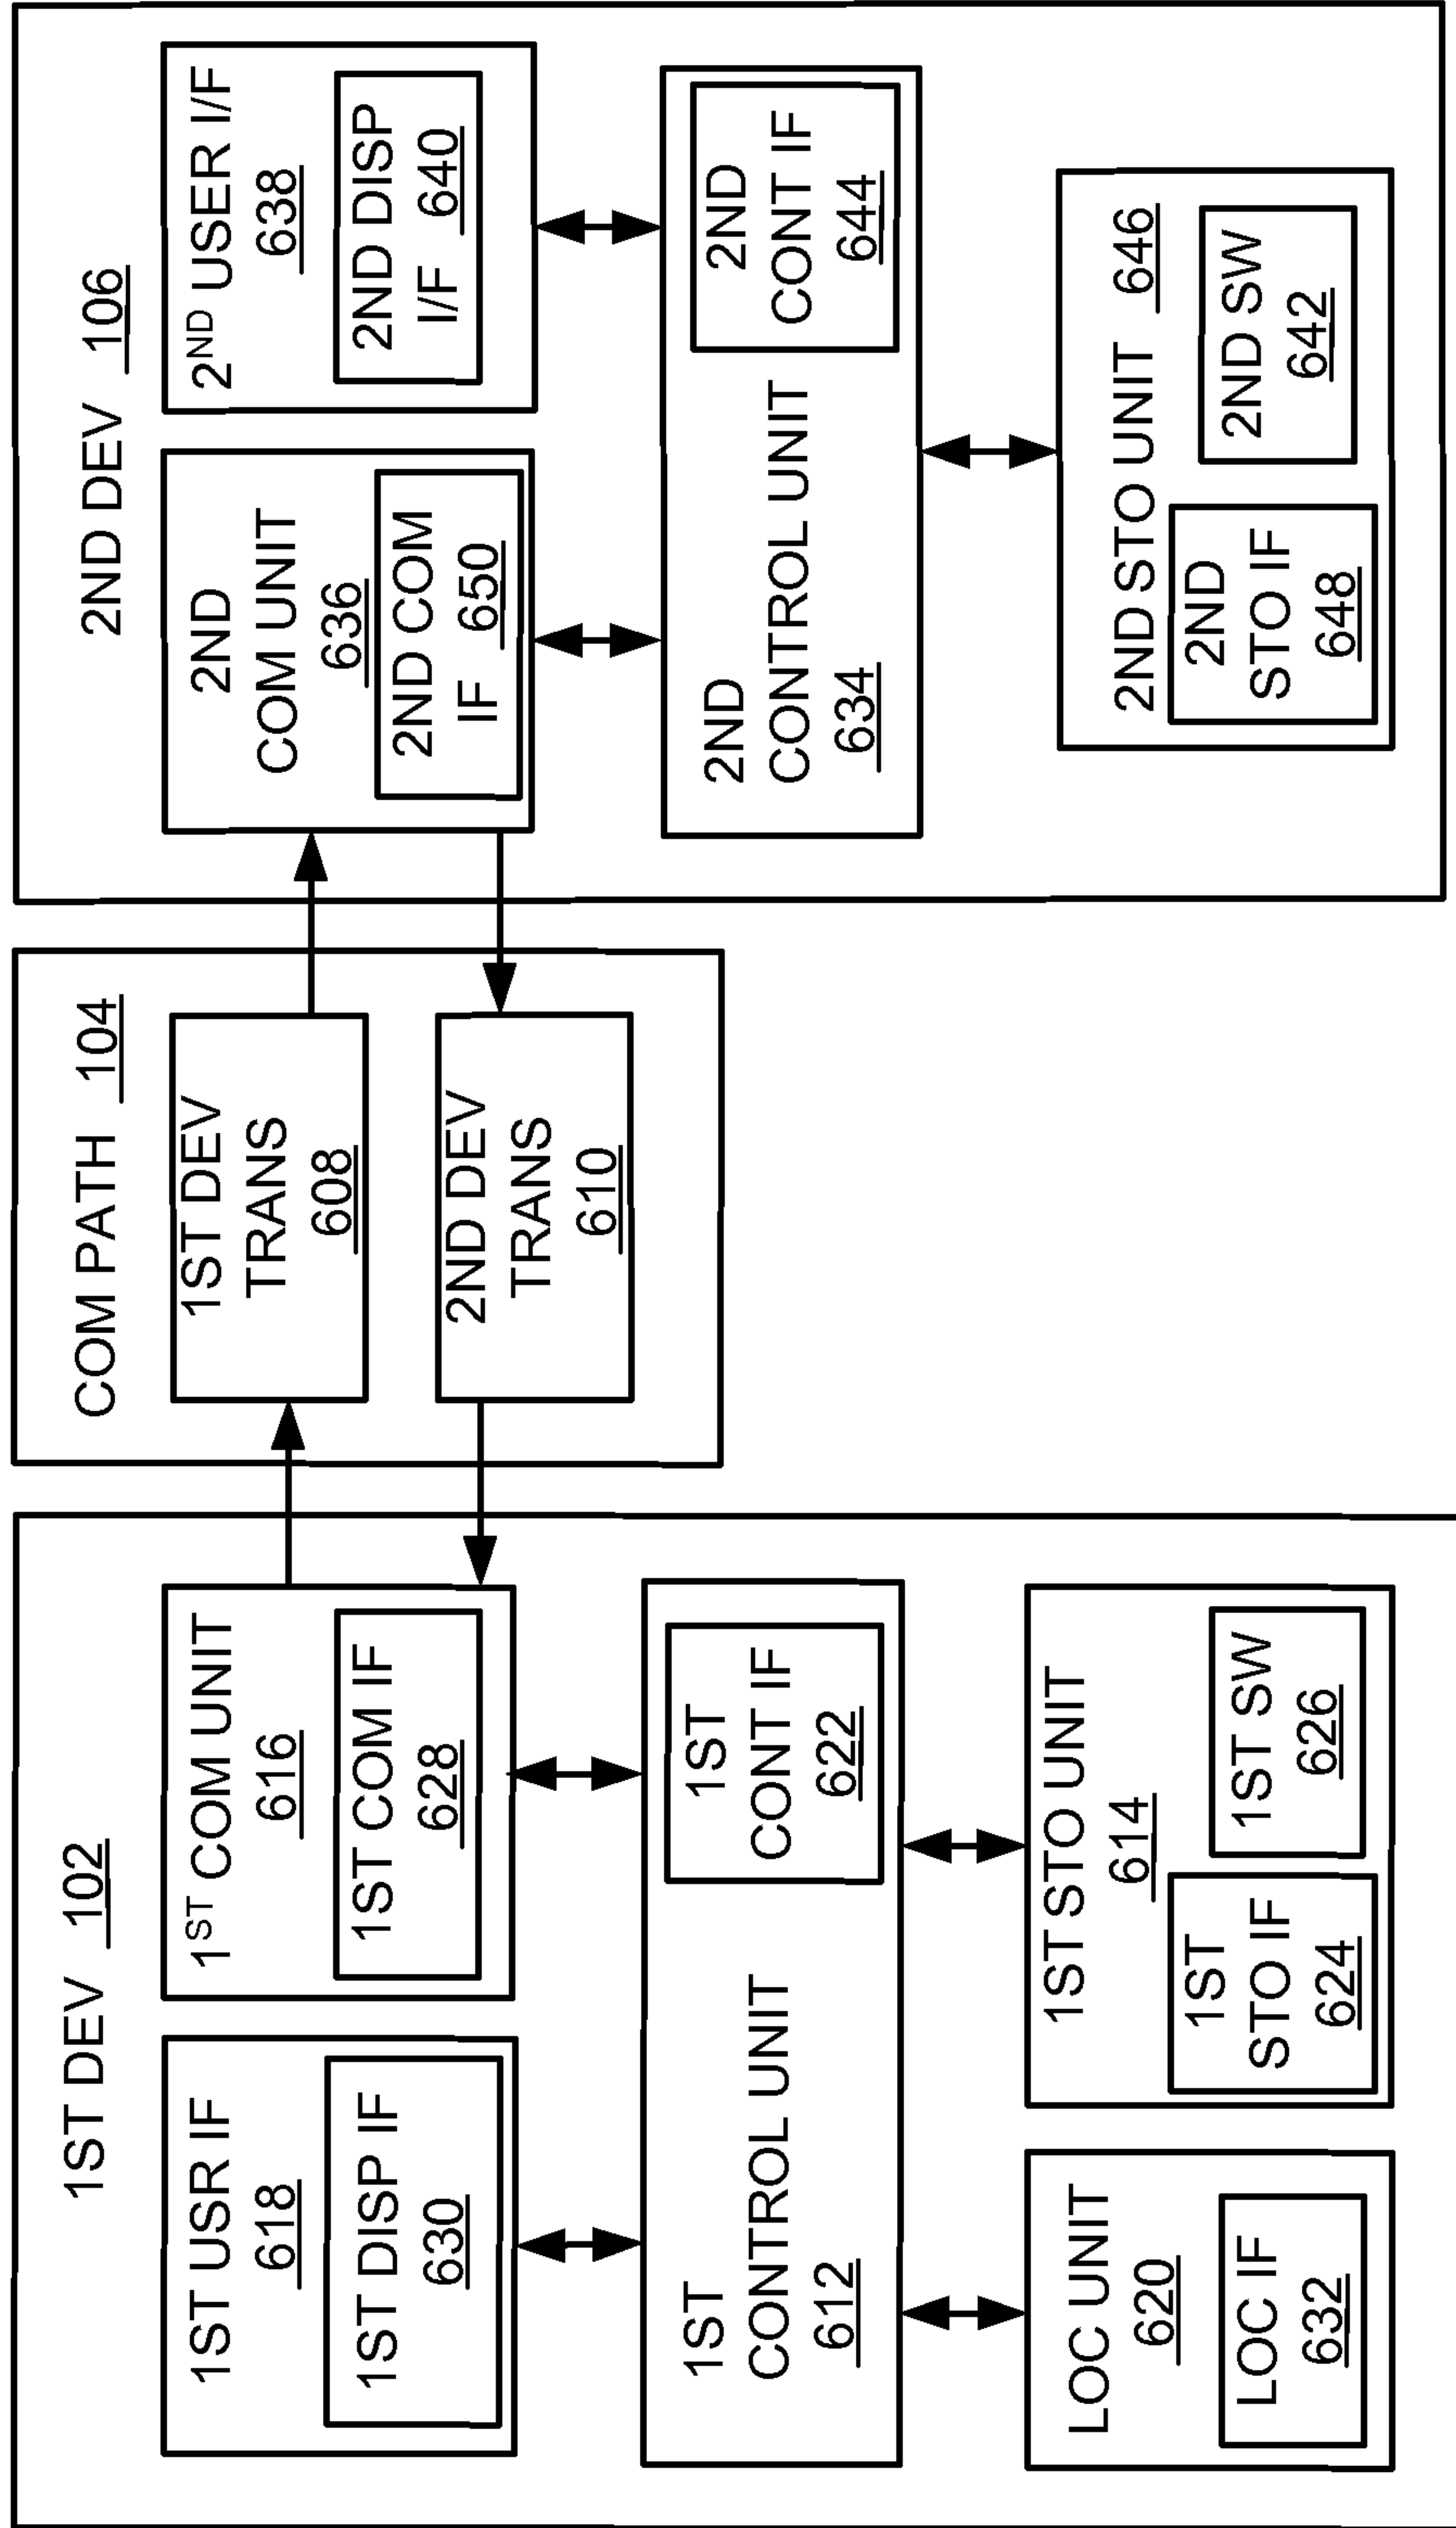 1ST DEV 102
1ST USR IF
618
1ST DISP IF
630
1ST COM UNIT
616
1ST COM IF
628
1ST
CONTROL UNIT
612
1ST
CONT IF
622
LOC UNIT
620
LOC IF
632
1ST STO UNIT
614
1ST
STO IF
624
1ST SW
626
COM PATH 104
1ST DEV
TRANS
608
2ND DEV
TRANS
610
2ND DEV 106
2ND
COM UNIT
636
2ND COM
IF 650
2ND USER I/F
638
2ND DISP
I/F 640
2ND
CONTROL UNIT
634
2ND
CONT IF
644
2ND STO UNIT 646
2ND
STO IF
648
2ND SW
642